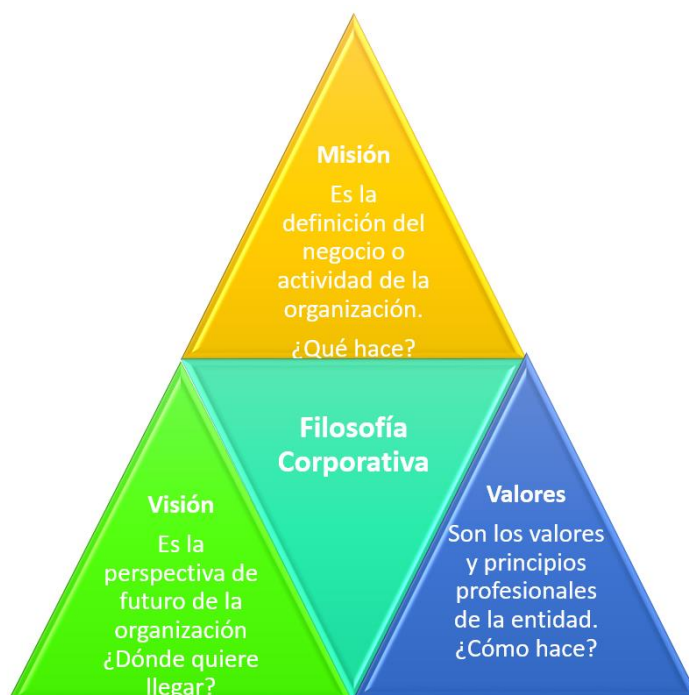 Misión
Es la
definición del
negocio o
actividad de la
organización.
¿Qué hace?
Filosofía
Corporativa
Visión
Es la
perspectiva de
futuro de la
organización
¿Dónde quiere
llegar?
Valores
Son los valores
y principios
profesionales
de la entidad.
¿Cómo hace?